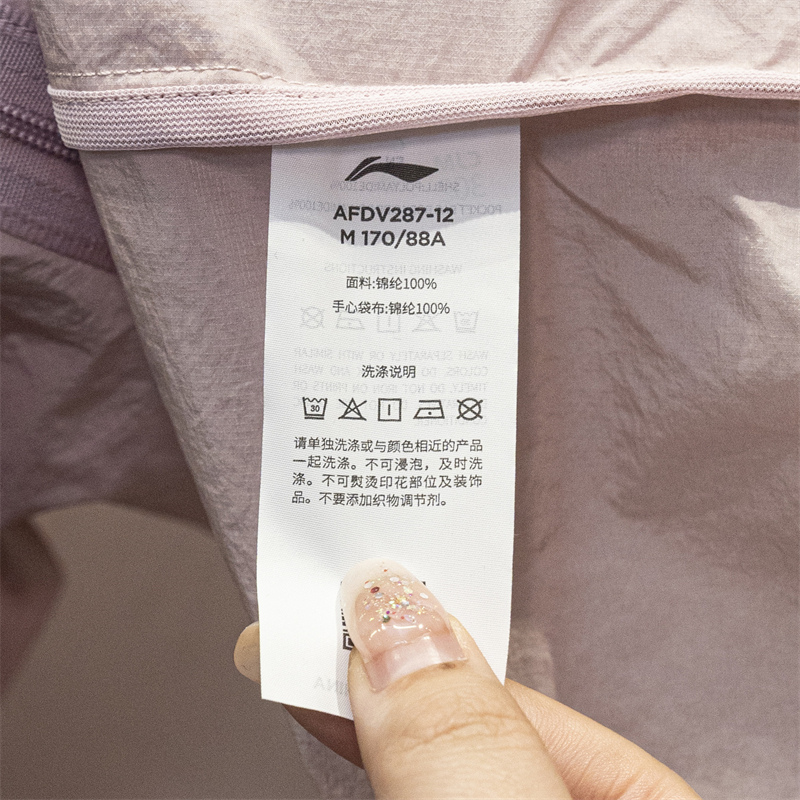 AFDV287-12
M 170/88A
面料:锦纶100%
手心袋布:锦纶100%
洗涤说明
30
请单独洗涤或与颜色相近的产品
一起洗涤。不可浸泡，及时洗
涤。不可熨烫印花部位及装饰
品。不要添加织物调节剂。